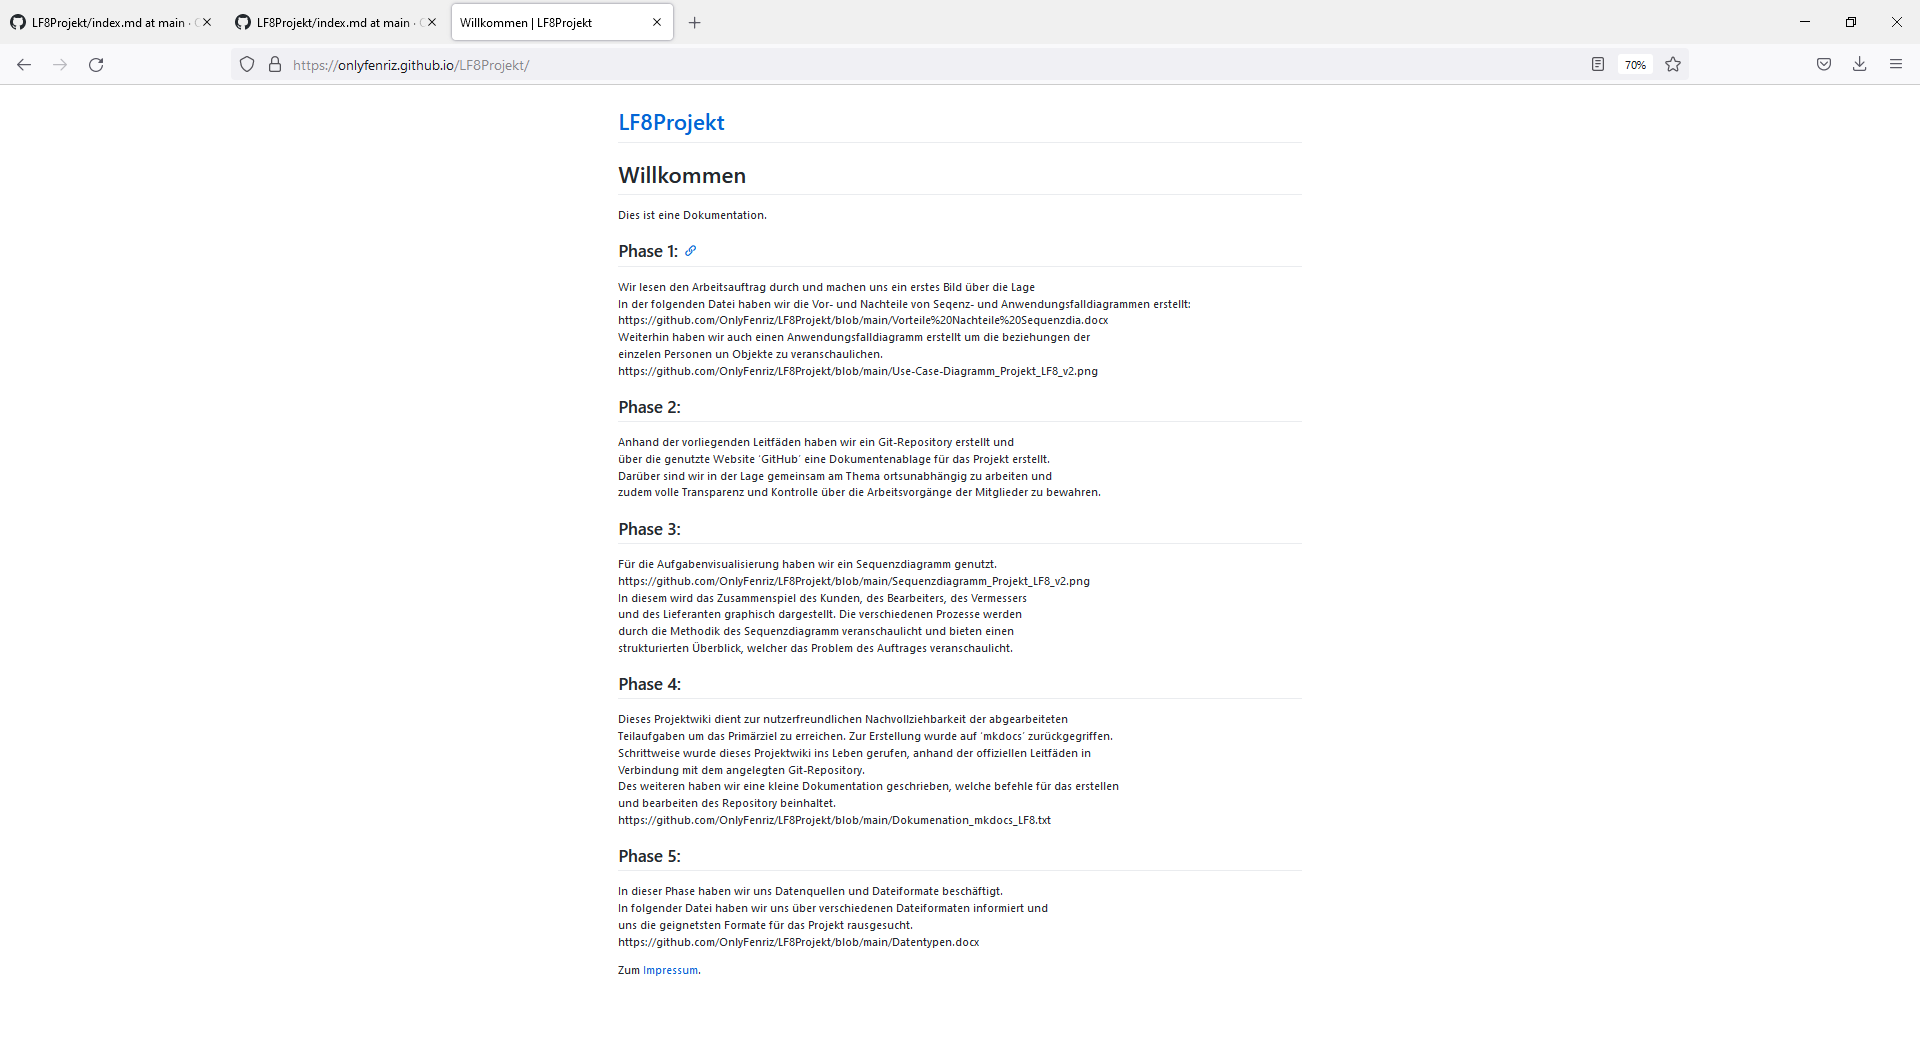 LF8Projekt/index.md at main ·
LF8Projekt/index.md at main ·
Willkommen | LF8Projekt
https://onlyfenriz.github.io/LF8Projekt/
70%
LF8Projekt
Willkommen
Dies ist eine Dokumentation.
Phase 1:
Wir lesen den Arbeitsauftrag durch und machen uns ein erstes Bild über die Lage
In der folgenden Datei haben wir die Vor- und Nachteile von Seqenz- und Anwendungsfalldiagrammen erstellt:
https://github.com/OnlyFenriz/LF8Projekt/blob/main/Vorteile%20Nachteile%20Sequenzdia.docx
Weiterhin haben wir auch einen Anwendungsfalldiagramm erstellt um die beziehungen der
einzelen Personen un Objekte zu veranschaulichen.
https://github.com/OnlyFenriz/LF8Projekt/blob/main/Use-Case-Diagramm_Projekt_LF8_v2.png
Phase 2:
Anhand der vorliegenden Leitfäden haben wir ein Git-Repository erstellt und
über die genutzte Website ´GitHub´ eine Dokumentenablage für das Projekt erstellt.
Darüber sind wir in der Lage gemeinsam am Thema ortsunabhängig zu arbeiten und
zudem volle Transparenz und Kontrolle über die Arbeitsvorgänge der Mitglieder zu bewahren.
Phase 3:
Für die Aufgabenvisualisierung haben wir ein Sequenzdiagramm genutzt.
https://github.com/OnlyFenriz/LF8Projekt/blob/main/Sequenzdiagramm_Projekt_LF8_v2.png
In diesem wird das Zusammenspiel des Kunden, des Bearbeiters, des Vermessers
und des Lieferanten graphisch dargestellt. Die verschiedenen Prozesse werden
durch die Methodik des Sequenzdiagramm veranschaulicht und bieten einen
strukturierten Überblick, welcher das Problem des Auftrages veranschaulicht.
Phase 4:
Dieses Projektwiki dient zur nutzerfreundlichen Nachvollziehbarkeit der abgearbeiteten
Teilaufgaben um das Primärziel zu erreichen. Zur Erstellung wurde auf ´mkdocs´ zurückgegriffen.
Schrittweise wurde dieses Projektwiki ins Leben gerufen, anhand der offiziellen Leitfäden in
Verbindung mit dem angelegten Git-Repository.
Des weiteren haben wir eine kleine Dokumentation geschrieben, welche befehle für das erstellen
und bearbeiten des Repository beinhaltet.
https://github.com/OnlyFenriz/LF8Projekt/blob/main/Dokumenation_mkdocs_LF8.txt
Phase 5:
In dieser Phase haben wir uns Datenquellen und Dateiformate beschäftigt.
In folgender Datei haben wir uns über verschiedenen Dateiformaten informiert und
uns die geignetsten Formate für das Projekt rausgesucht.
https://github.com/OnlyFenriz/LF8Projekt/blob/main/Datentypen.docx
Zum Impressum.